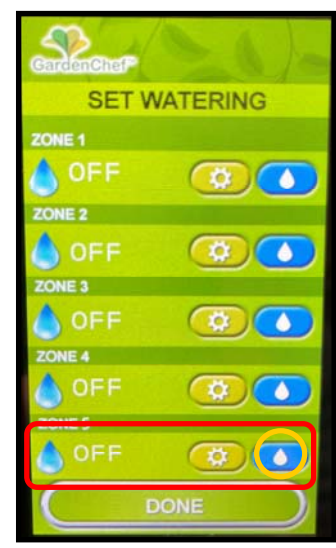 GardenChef™
SET WATERING
ZONE 1
OFF
ZONE 2
OFF
ZONE 3
OFF
ZONE 4
OFF
ZONE 5
OFF
DONE